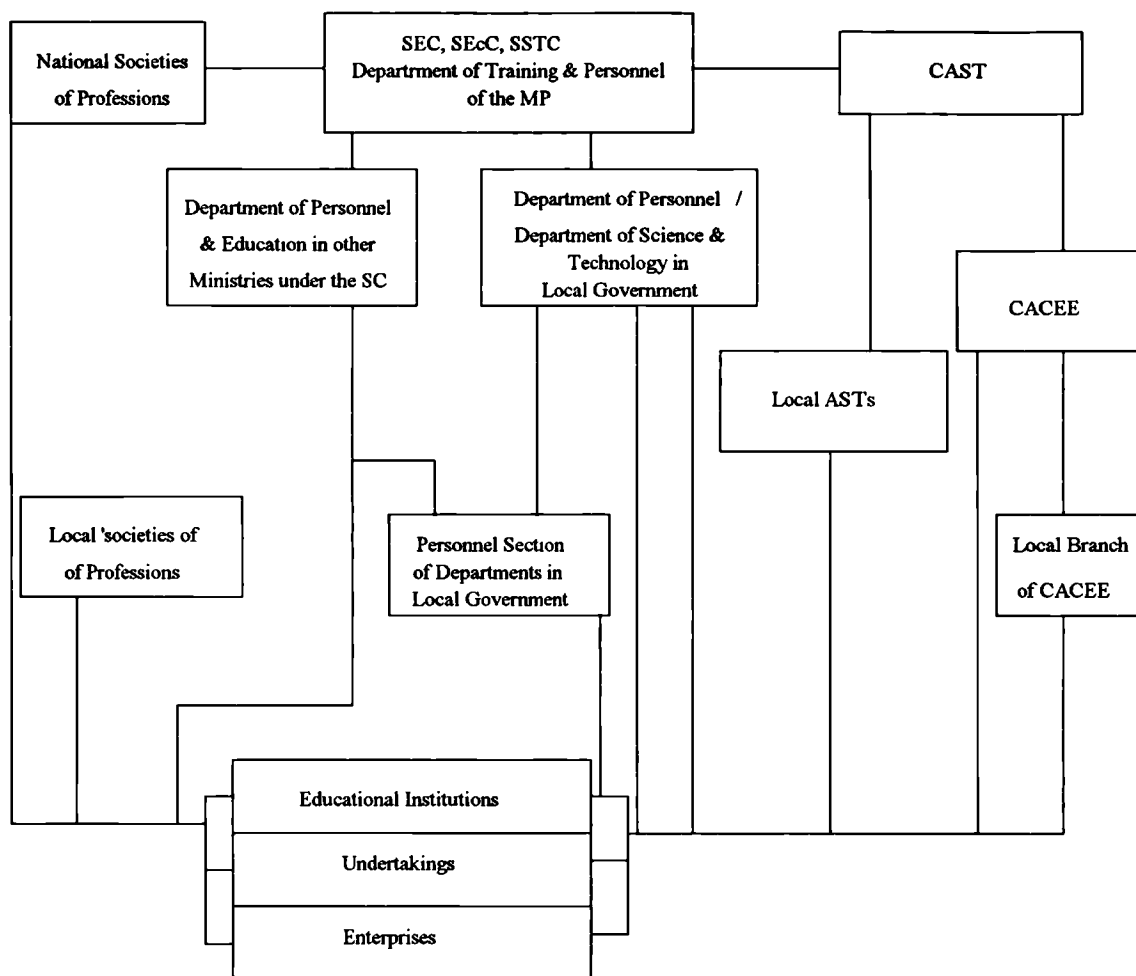 National Societies
of Professions
SEC, SEcC, SSTC
Department of Training & Personnel
of the MP
CAST
Department of Personnel
& Education in other
Ministries under the SC
Department of Personnel /
Department of Science &
Technology in
Local Government
CACEE
Local ASTs
Local 'societies of
of Professions
Personnel Section
of Departments in
Local Government
Local Branch
of CACEE
Educational Institutions
Undertakings
Enterprises